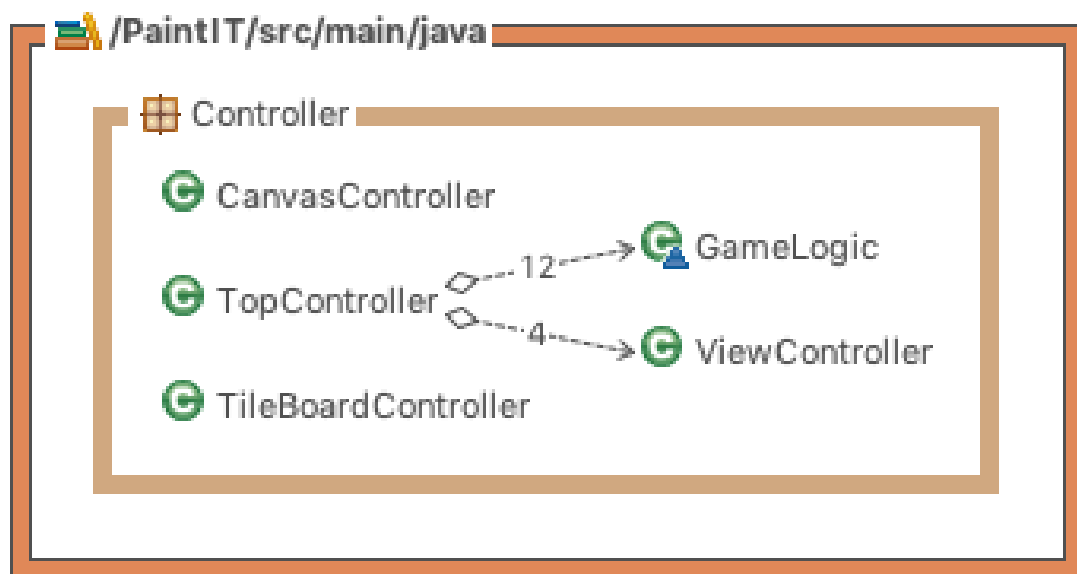 /PaintIT/src/main/java
Controller
CanvasController
GameLogic
12
TopController
4
ViewController
TileBoardController